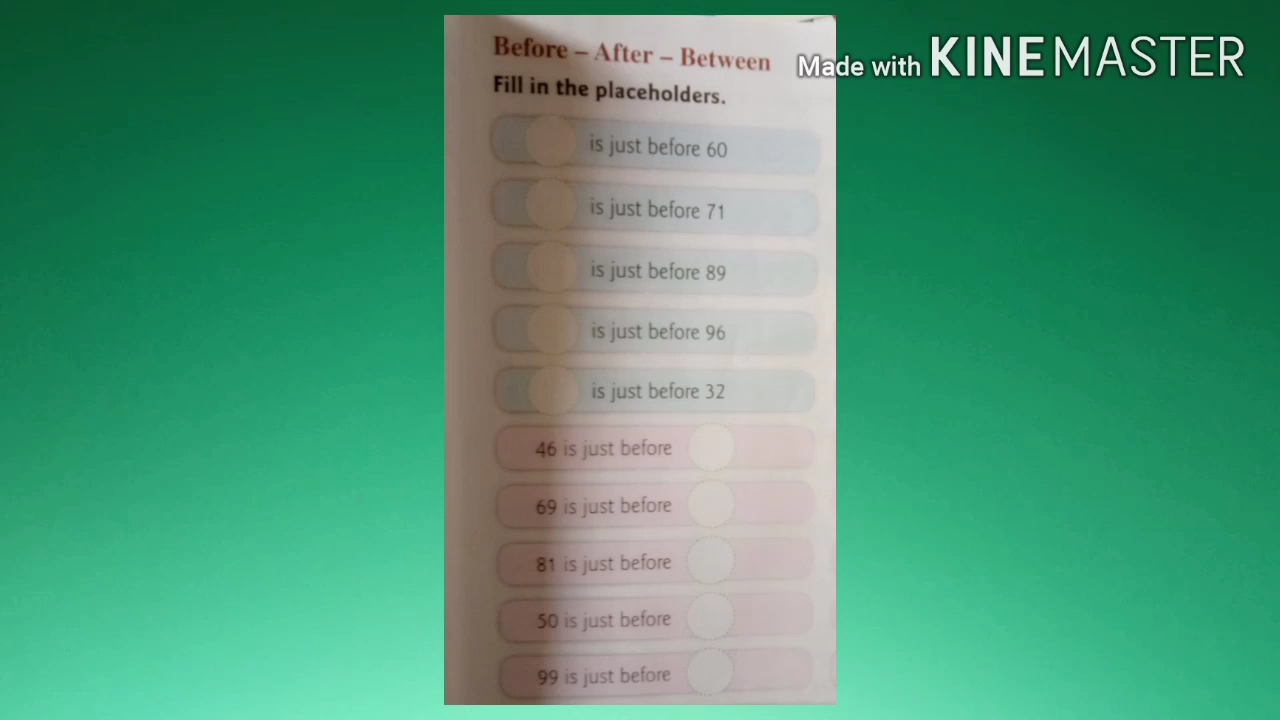 Before – After – Between
Made with KINEMASTER
Fill in the placeholders.
is just before 60
is just before 71
is just before 89
is just before 96
is just before 32
46 is just before
69 is just before
81 is just before
50 is just before
99 is just before